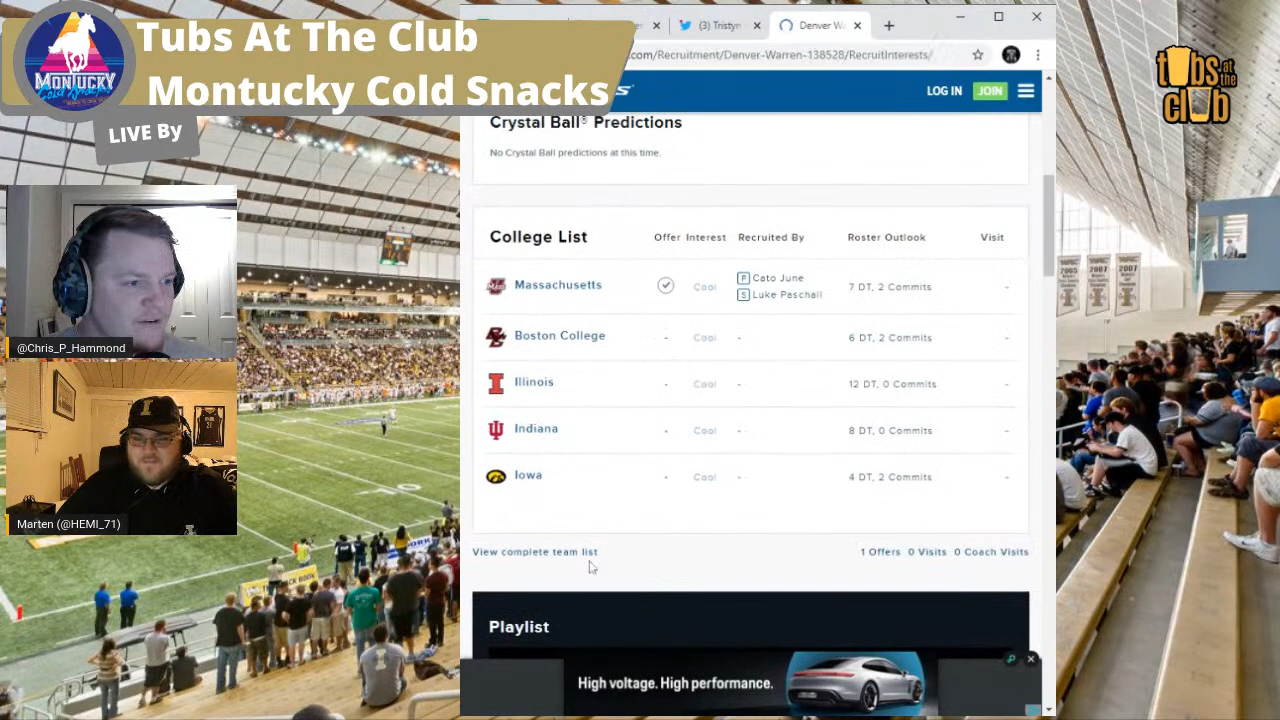 Tubs At The Club
Montucky Cold Snacks
MONTUCKY
Cold Snacks
LIVE By
@Chris_P_Hammond
Marten (@HEMI_71)
tubs at the club
(3) Tristyn
Denver Wa
.com/Recruitment/Denver-Warren-138528/RecruitInterests/
LOG IN JOIN
Crystal Ball® Predictions
No Crystal Ball predictions at this time.
College List Offer Interest Recruited By Roster Outlook Visit
Massachusetts Cool P Cato June S Luke Paschall 7 DT, 2 Commits -
Boston College - Cool - 6 DT, 2 Commits -
Illinois - Cool - 12 DT, 0 Commits -
Indiana - Cool - 8 DT, 0 Commits -
Iowa - Cool - 4 DT, 2 Commits -
View complete team list 1 Offers 0 Visits 0 Coach Visits
Playlist
High voltage. High performance.
2005 2007 2007